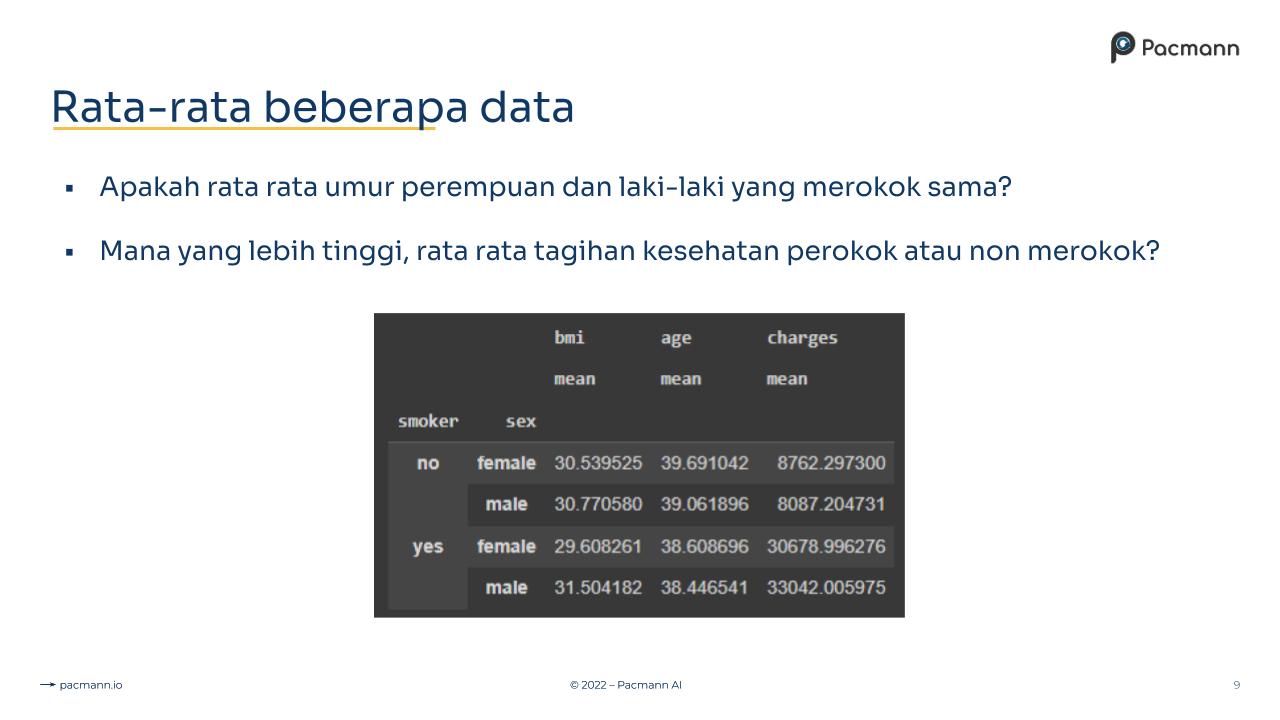 Pacmann
Rata-rata beberapa data
▪ Apakah rata rata umur perempuan dan laki-laki yang merokok sama?
▪ Mana yang lebih tinggi, rata rata tagihan kesehatan perokok atau non merokok?
bmi age charges
mean mean mean
smoker sex
no female 30.539525 39.691042 8762.297300
male 30.770580 39.061896 8087.204731
yes female 29.608261 38.608696 30678.996276
male 31.504182 38.446541 33042.005975
pacmann.io © 2022 – Pacmann AI 9